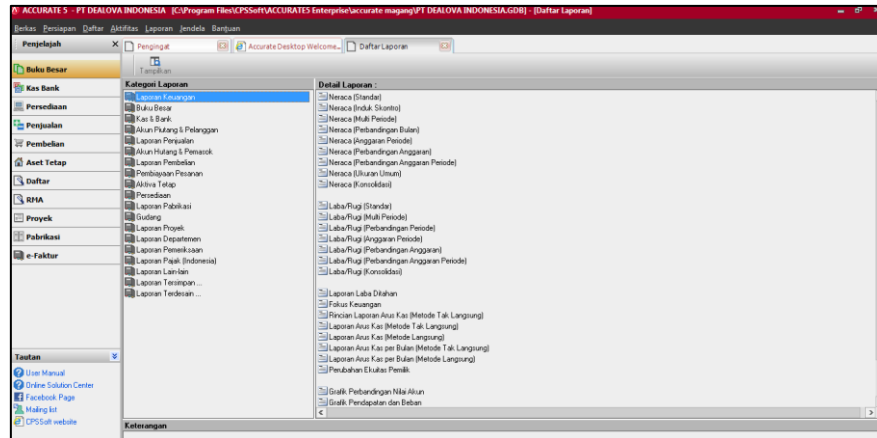 ACCURATE 5 - PT DEALOVA INDONESIA [C:\Program Files\CPSSoft\ACCURATE5 Enterprise\accurate magang\PT DEALOVA INDONESIA.GDB] - [Daftar Laporan]
Berkas Persiapan Daftar Aktifitas Laporan Jendela Bantuan
Penjelajah
Pengingat
Accurate Desktop Welcome...
Daftar Laporan
Tampilkan
Buku Besar
Kas Bank
Persediaan
Penjualan
Pembelian
Aset Tetap
Daftar
RMA
Proyek
Pabrikasi
e-Faktur
Tautan
User Manual
Online Solution Center
Facebook Page
Mailing list
CPSSoft website
Kategori Laporan
Laporan Keuangan
Buku Besar
Kas & Bank
Akun Piutang & Pelanggan
Laporan Penjualan
Akun Hutang & Pemasok
Laporan Pembelian
Pembiayaan Pesanan
Aktiva Tetap
Persediaan
Laporan Pabrikasi
Gudang
Laporan Proyek
Laporan Departemen
Laporan Pemeriksaan
Laporan Pajak (Indonesia)
Laporan Lain-lain
Laporan Tersimpan ...
Laporan Terdesain ...
Detail Laporan :
Neraca (Standar)
Neraca (Induk Skontro)
Neraca (Multi Periode)
Neraca (Perbandingan Bulan)
Neraca (Anggaran Periode)
Neraca (Perbandingan Anggaran)
Neraca (Perbandingan Anggaran Periode)
Neraca (Ukuran Umum)
Neraca (Konsolidasi)
Laba/Rugi (Standar)
Laba/Rugi (Multi Periode)
Laba/Rugi (Perbandingan Periode)
Laba/Rugi (Anggaran Periode)
Laba/Rugi (Perbandingan Anggaran)
Laba/Rugi (Perbandingan Anggaran Periode)
Laba/Rugi (Konsolidasi)
Laporan Laba Ditahan
Fokus Keuangan
Rincian Laporan Arus Kas (Metode Tak Langsung)
Laporan Arus Kas (Metode Tak Langsung)
Laporan Arus Kas (Metode Langsung)
Laporan Arus Kas per Bulan (Metode Tak Langsung)
Laporan Arus Kas per Bulan (Metode Langsung)
Perubahan Ekuitas Pemilik
Grafik Perbandingan Nilai Akun
Grafik Pendapatan dan Beban
Keterangan